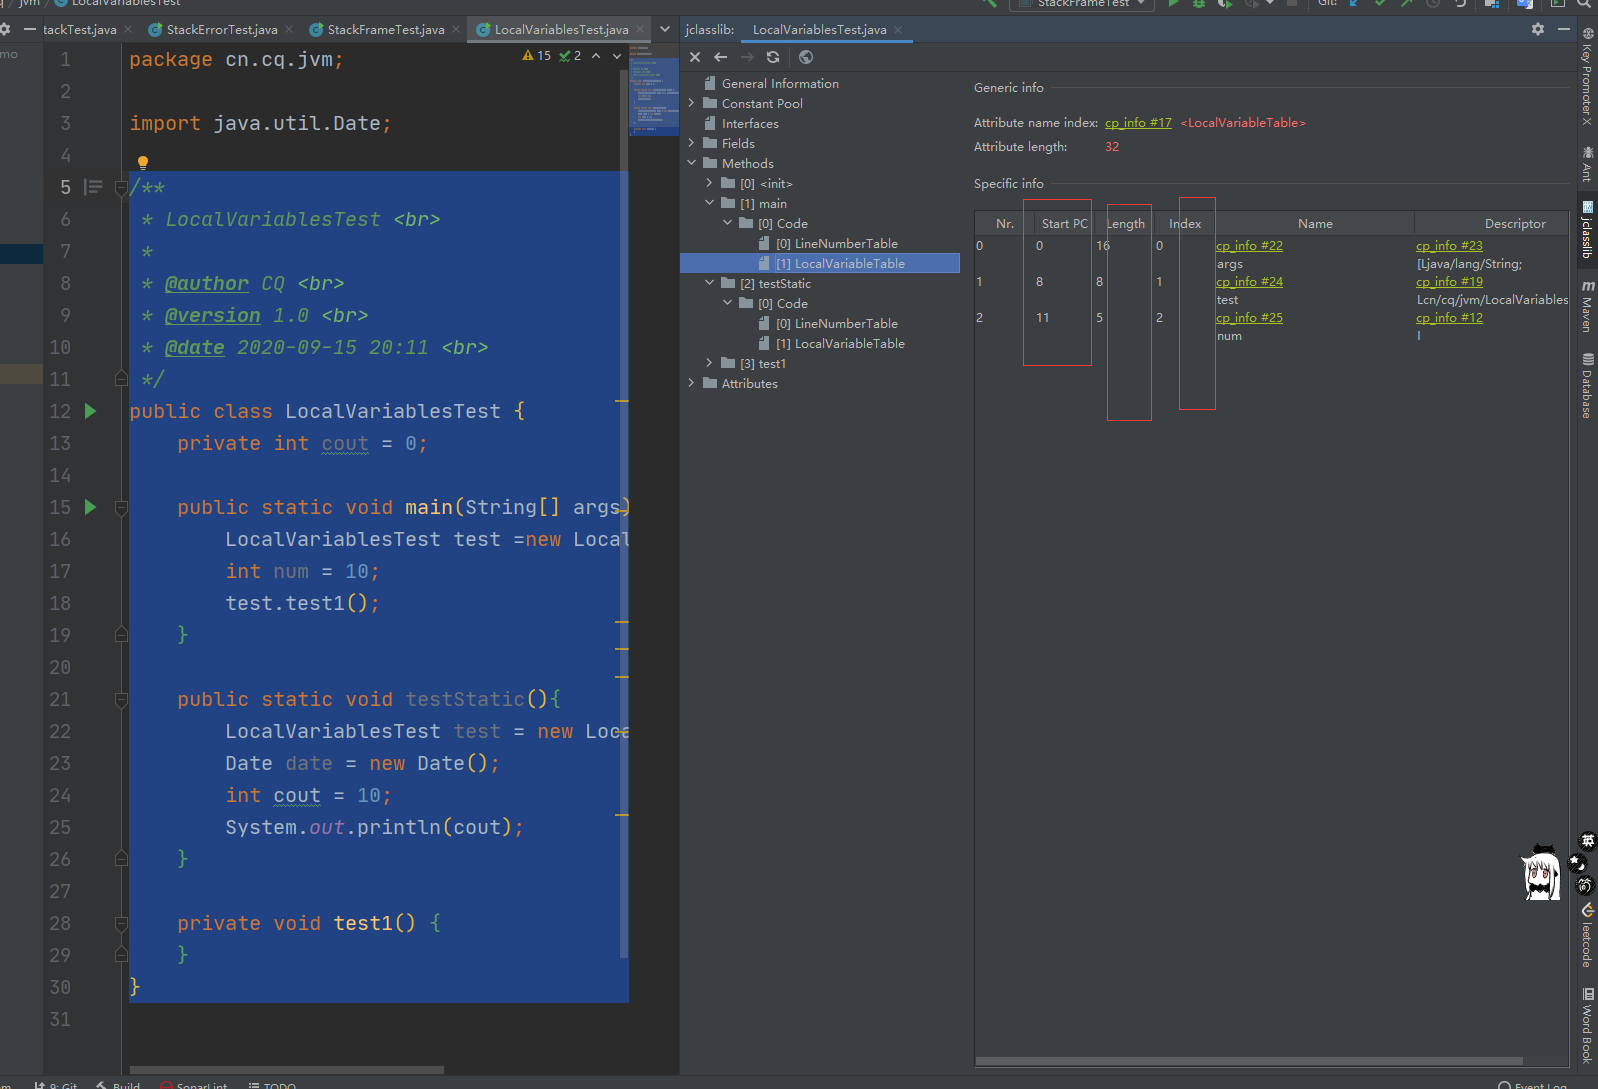 jvm LocalVariablesTest
StackFrameTest
Git:
tackTest.java
StackErrorTest.java
StackFrameTest.java
LocalVariablesTest.java
jclasslib:
LocalVariablesTest.java
mo
15 2
1 package cn.cq.jvm;
2
3 import java.util.Date;
4
5 /**
6 * LocalVariablesTest <br>
7 *
8 * @author CQ <br>
9 * @version 1.0 <br>
10 * @date 2020-09-15 20:11 <br>
11 */
12 public class LocalVariablesTest {
13 private int cout = 0;
14
15 public static void main(String[] args)
16 LocalVariablesTest test =new Local
17 int num = 10;
18 test.test1();
19 }
20
21 public static void testStatic(){
22 LocalVariablesTest test = new Loca
23 Date date = new Date();
24 int cout = 10;
25 System.out.println(cout);
26 }
27
28 private void test1() {
29 }
30 }
31
General Information
Constant Pool
Interfaces
Fields
Methods
[0] <init>
[1] main
[0] Code
[0] LineNumberTable
[1] LocalVariableTable
[2] testStatic
[0] Code
[0] LineNumberTable
[1] LocalVariableTable
[3] test1
Attributes
Generic info
Attribute name index: cp_info #17 <LocalVariableTable>
Attribute length: 32
Specific info
Nr. Start PC Length Index Name Descriptor
0 0 16 0 cp_info #22 cp_info #23
args [Ljava/lang/String;
1 8 8 1 cp_info #24 cp_info #19
test Lcn/cq/jvm/LocalVariables
2 11 5 2 cp_info #25 cp_info #12
num I
Key Promoter X
Ant
jclasslib
Maven
Database
英
简
leetcode
Word Book
9: Git
Build
SonarLint
TODO
Event Log